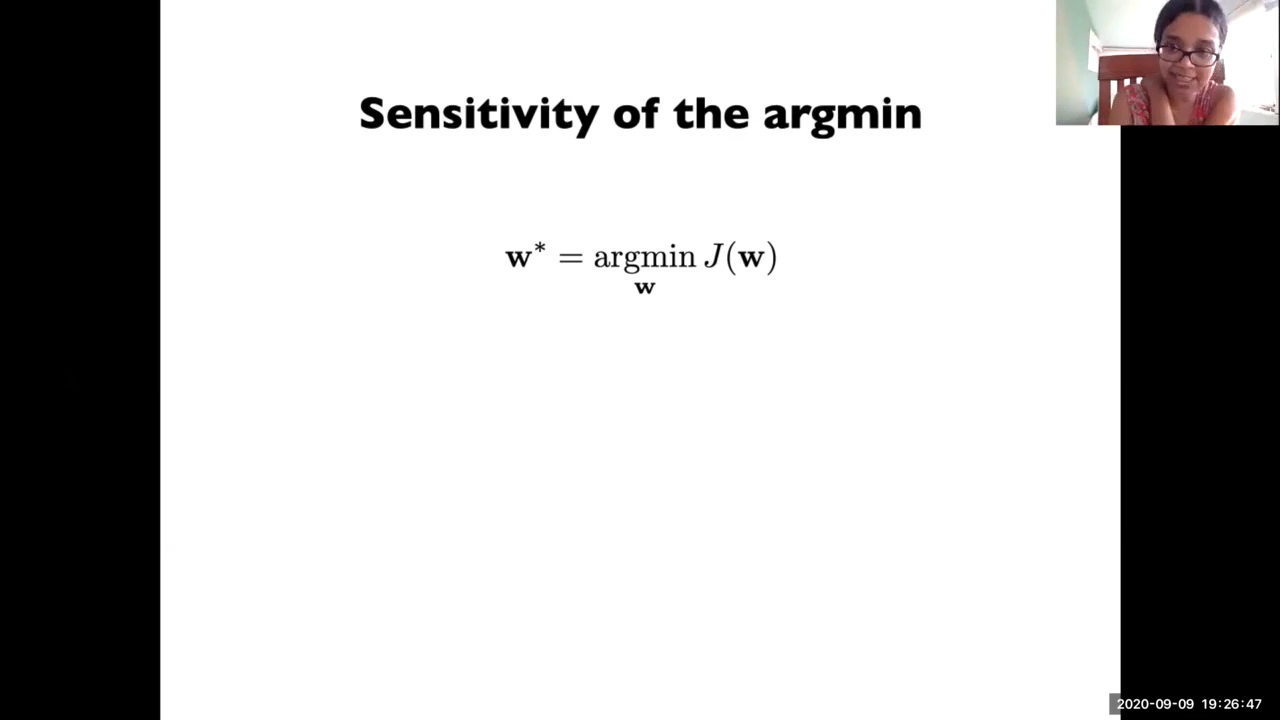 Sensitivity of the argmin
w* = argmin J(w)
w
2020-09-09 19:26:47